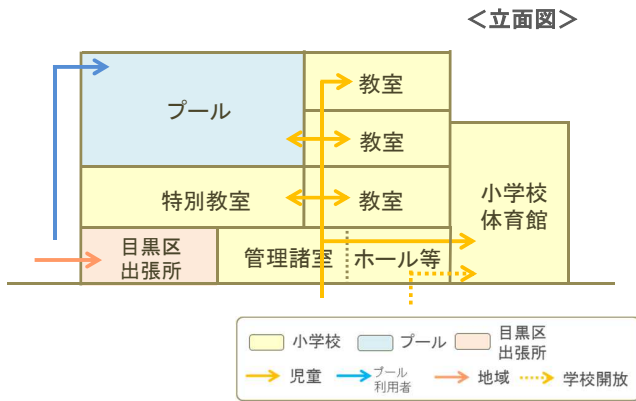 ＜立面図＞
教室
プール
教室
特別教室
教室
小学校
体育館
目黒区
出張所
管理諸室
ホール等
小学校
プール
目黒区
出張所
児童
プール
利用者
地域
学校開放